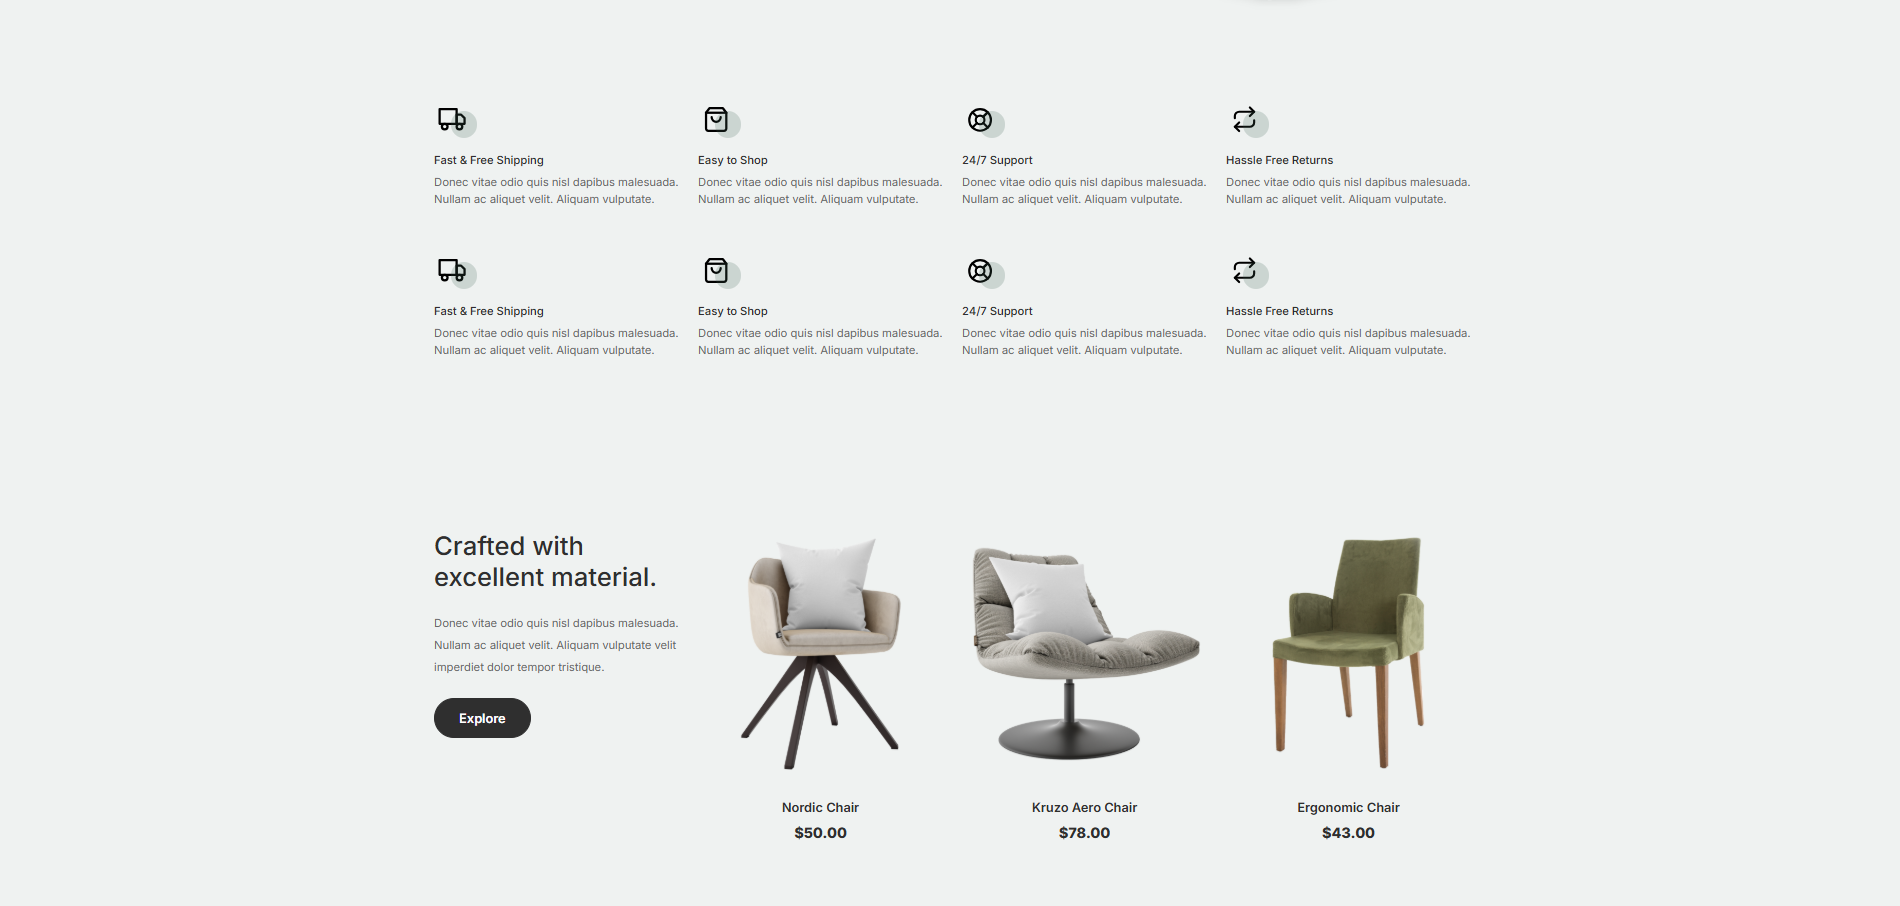 Fast & Free Shipping
Donec vitae odio quis nisl dapibus malesuada.
Nullam ac aliquet velit. Aliquam vulputate.
Easy to Shop
Donec vitae odio quis nisl dapibus malesuada.
Nullam ac aliquet velit. Aliquam vulputate.
24/7 Support
Donec vitae odio quis nisl dapibus malesuada.
Nullam ac aliquet velit. Aliquam vulputate.
Hassle Free Returns
Donec vitae odio quis nisl dapibus malesuada.
Nullam ac aliquet velit. Aliquam vulputate.
Fast & Free Shipping
Donec vitae odio quis nisl dapibus malesuada.
Nullam ac aliquet velit. Aliquam vulputate.
Easy to Shop
Donec vitae odio quis nisl dapibus malesuada.
Nullam ac aliquet velit. Aliquam vulputate.
24/7 Support
Donec vitae odio quis nisl dapibus malesuada.
Nullam ac aliquet velit. Aliquam vulputate.
Hassle Free Returns
Donec vitae odio quis nisl dapibus malesuada.
Nullam ac aliquet velit. Aliquam vulputate.
Crafted with
excellent material.
Donec vitae odio quis nisl dapibus malesuada.
Nullam ac aliquet velit. Aliquam vulputate velit
imperdiet dolor tempor tristique.
Explore
Nordic Chair
$50.00
Kruzo Aero Chair
$78.00
Ergonomic Chair
$43.00